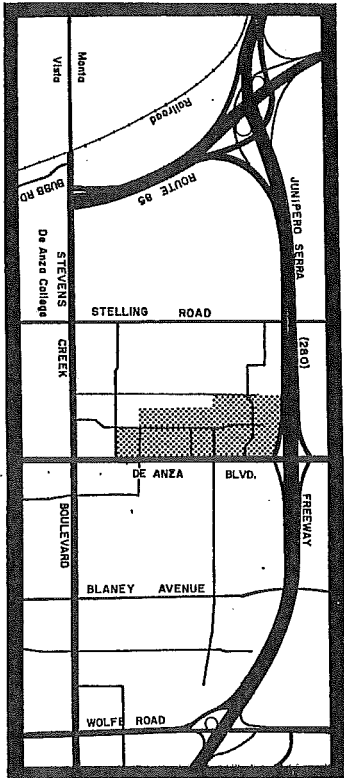 Monta
Vista
Railroad
BUBB RD.
ROUTE 85
JUNIPERO SERRA
STEVENS
De Anza College
STELLING ROAD
CREEK
(280)
DE ANZA BLVD.
BOULEVARD
FREEWAY
BLANEY AVENUE
WOLFE ROAD